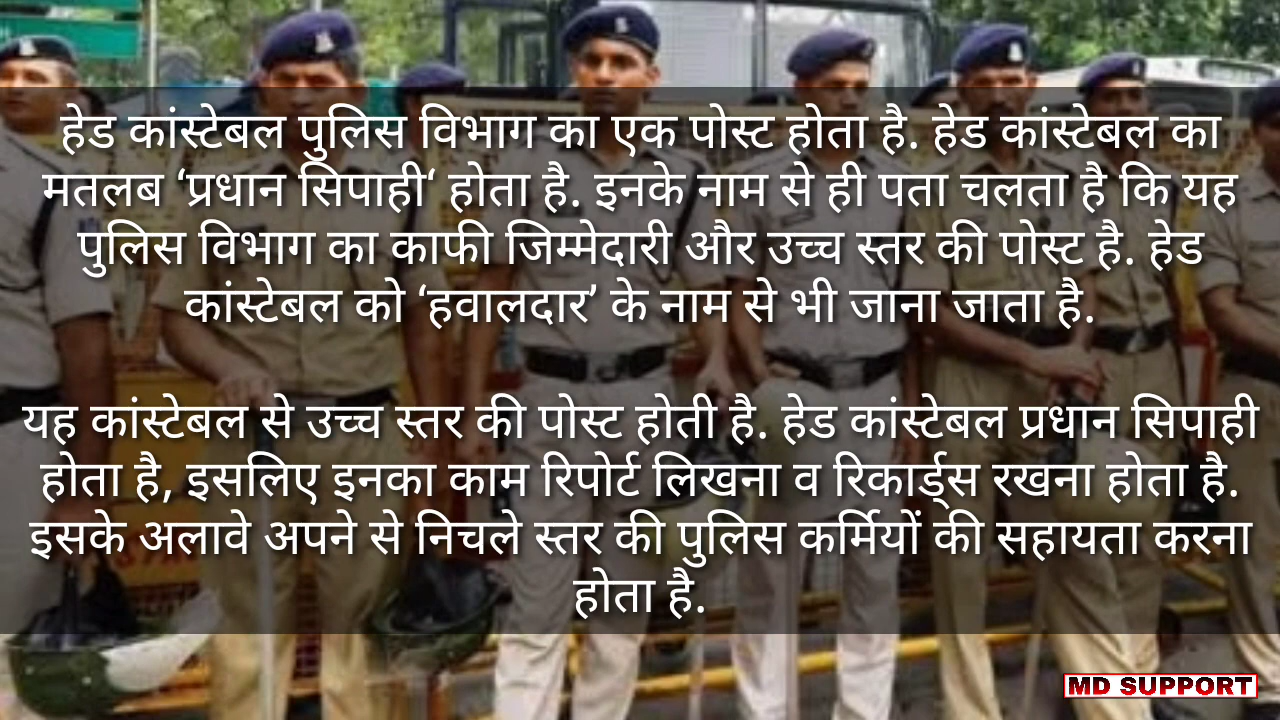 हेड कांस्टेबल पुलिस विभाग का एक पोस्ट होता है. हेड कांस्टेबल का
मतलब ‘प्रधान सिपाही‘ होता है. इनके नाम से ही पता चलता है कि यह
पुलिस विभाग का काफी जिम्मेदारी और उच्च स्तर की पोस्ट है. हेड
कांस्टेबल को ‘हवालदार’ के नाम से भी जाना जाता है.
यह कांस्टेबल से उच्च स्तर की पोस्ट होती है. हेड कांस्टेबल प्रधान सिपाही
होता है, इसलिए इनका काम रिपोर्ट लिखना व रिकार्ड्स रखना होता है.
इसके अलावे अपने से निचले स्तर की पुलिस कर्मियों की सहायता करना
होता है.
MD SUPPORT